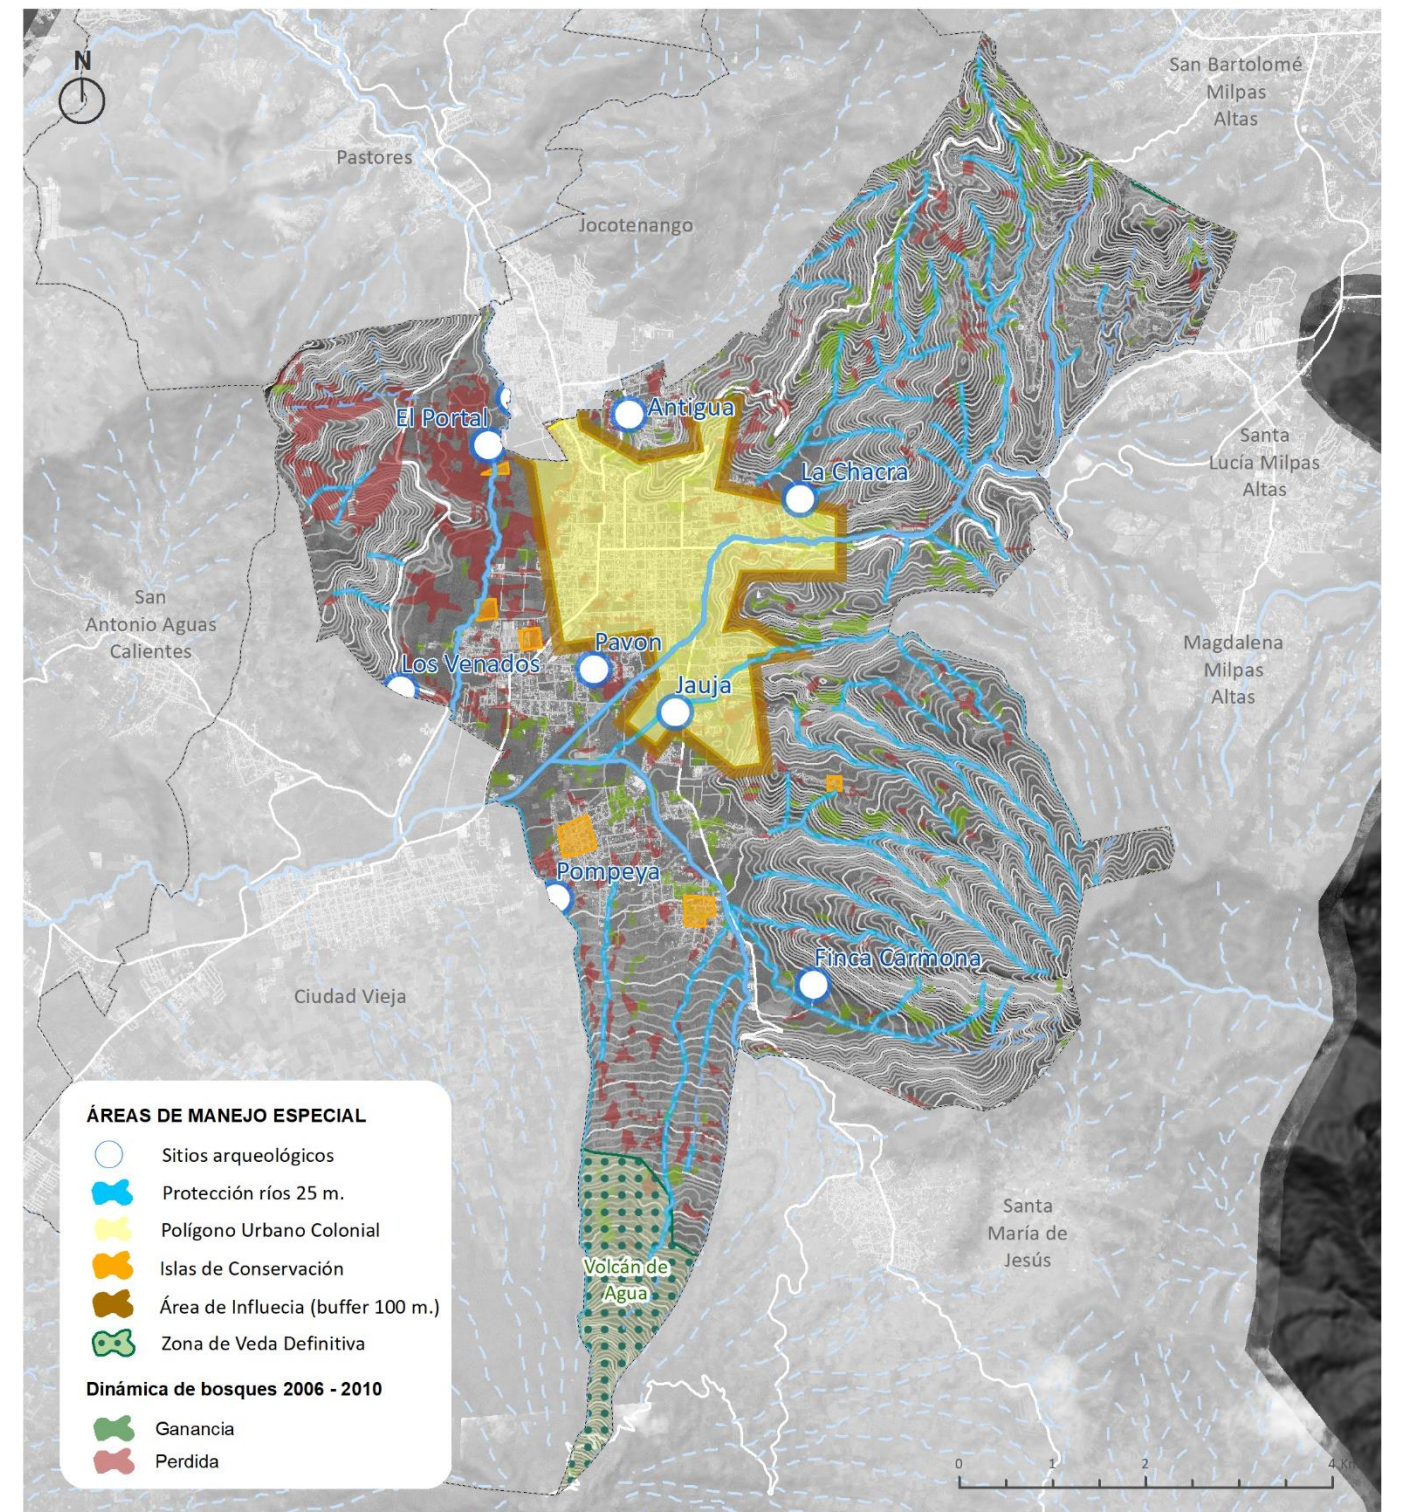 N
San Bartolomé
Milpas
Altas
Pastores
Jocotenango
El Portal
Antigua
Santa
Lucía Milpas
Altas
La Chacra
San
Antonio Aguas
Calientes
Los Venados
Pavon
Jauja
Magdalena
Milpas
Altas
Pompeya
Finca Carmona
Ciudad Vieja
Santa
María de
Jesús
Volcán de
Agua
ÁREAS DE MANEJO ESPECIAL
Sitios arqueológicos
Protección ríos 25 m.
Polígono Urbano Colonial
Islas de Conservación
Área de Influecia (buffer 100 m.)
Zona de Veda Definitiva
Dinámica de bosques 2006 - 2010
Ganancia
Perdida
0 1 2 4 Km